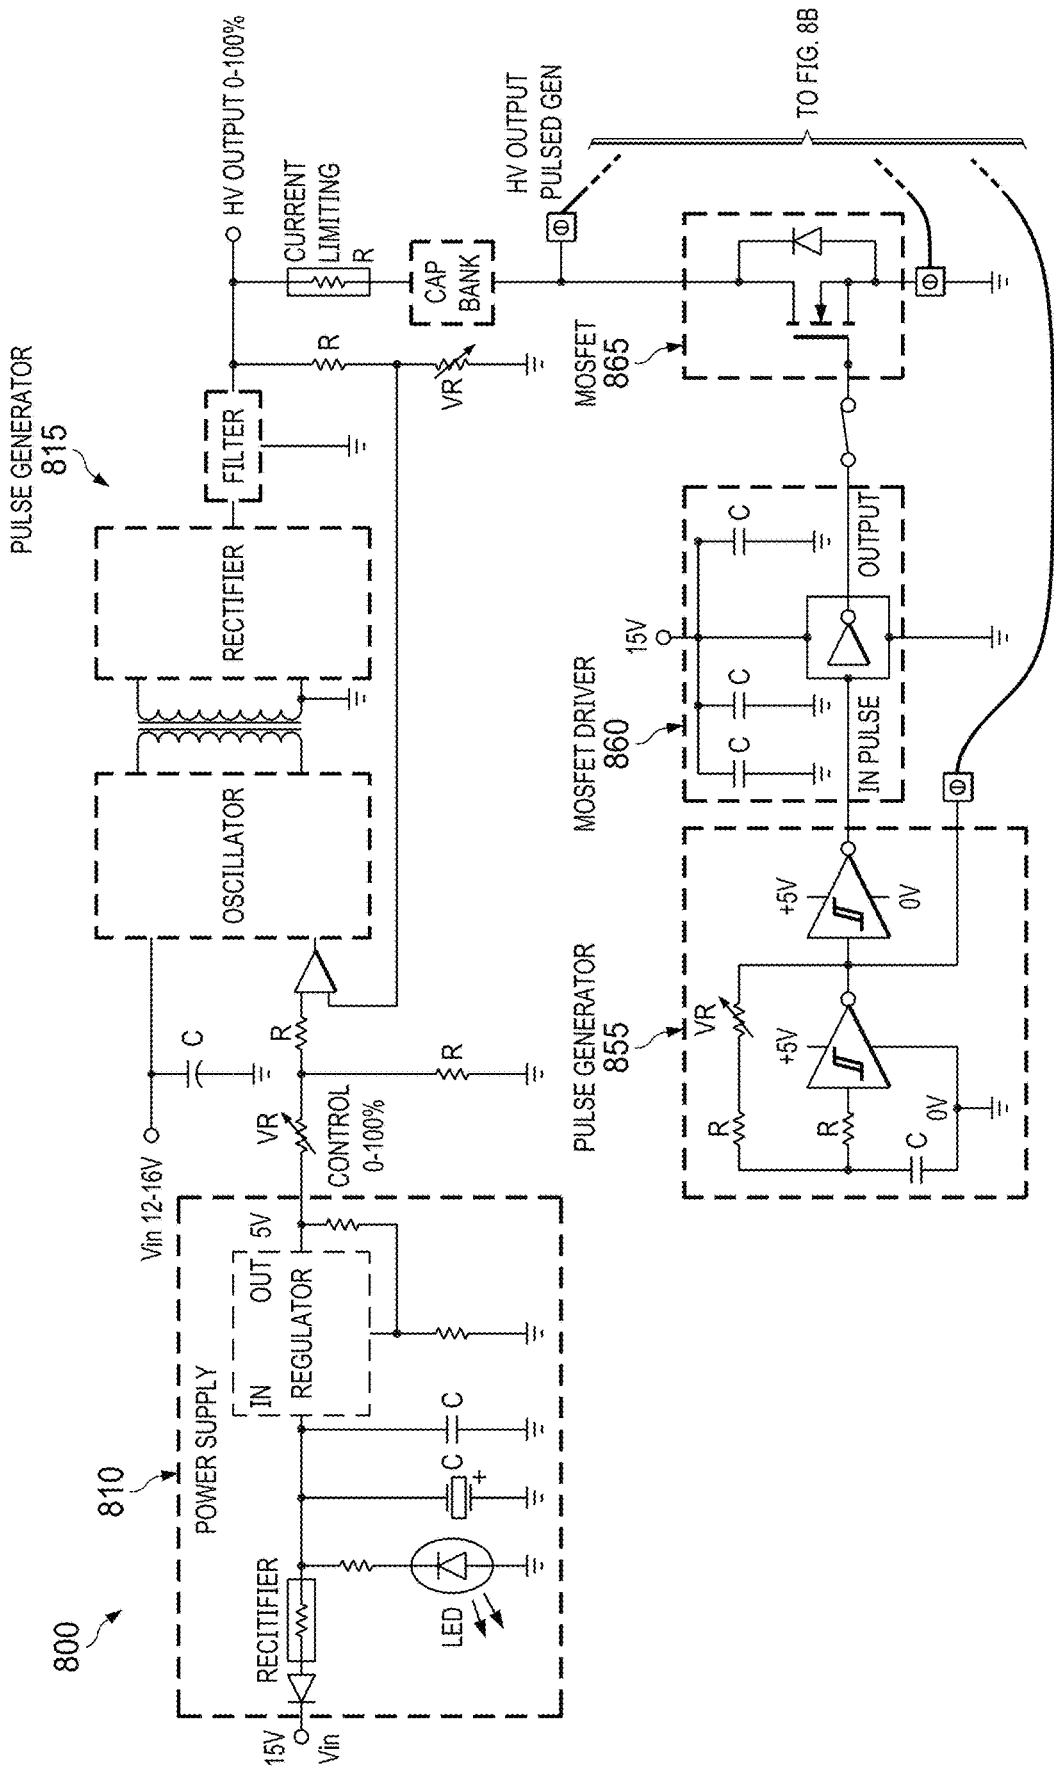 800
810
POWER SUPPLY
15V
Vin
RECITIFIER
LED
C
+
C
IN
OUT
REGULATOR
5V
Vin 12-16V
C
VR
CONTROL
0-100%
R
R
OSCILLATOR
RECTIFIER
PULSE GENERATOR
815
FILTER
R
VR
HV OUTPUT 0-100%
CURRENT
LIMITING
R
CAP
BANK
HV OUTPUT
PULSED GEN
TO FIG. 8B
PULSE GENERATOR
855
R
VR
R
C
0V
+5V
+5V
0V
MOSFET DRIVER
860
15V
C
C
C
IN PULSE
OUTPUT
MOSFET
865